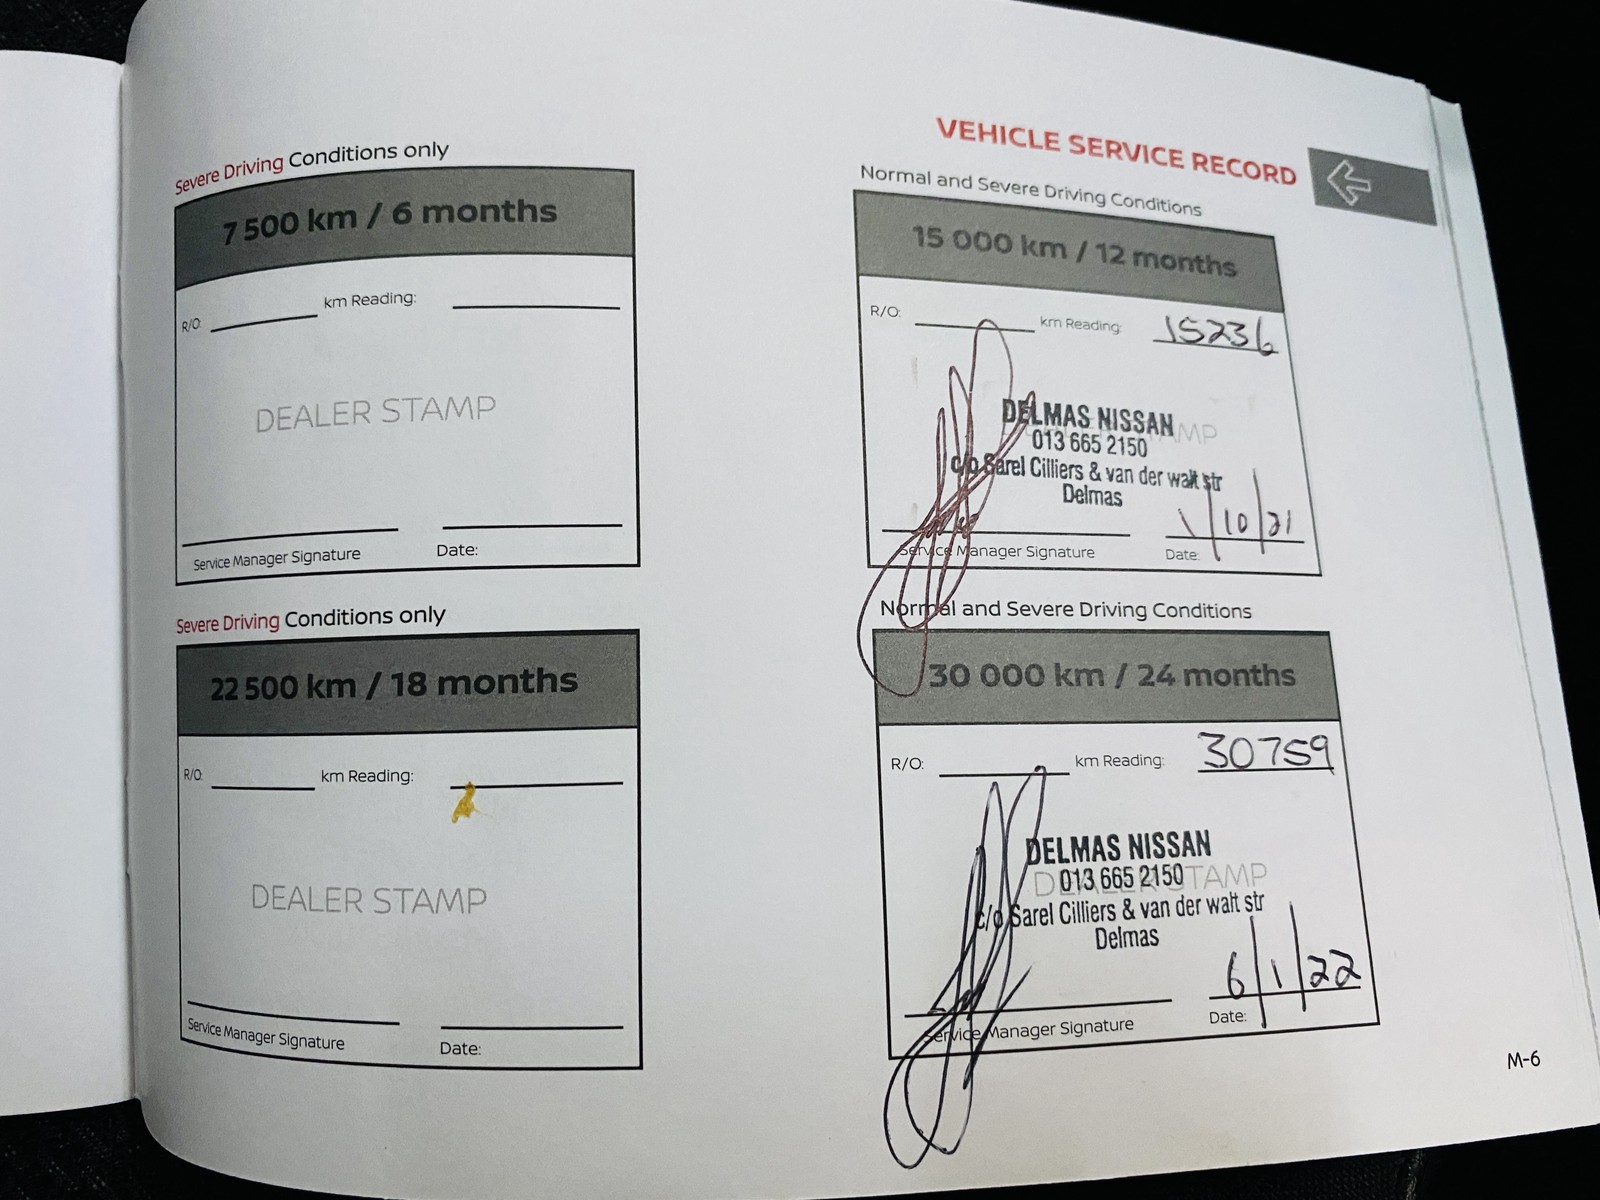 VEHICLE SERVICE RECORD
Severe Driving Conditions only
7 500 km / 6 months
R/O: km Reading:
DEALER STAMP
Service Manager Signature Date:
Normal and Severe Driving Conditions
15 000 km / 12 months
R/O: km Reading: 15236
DEALER STAMP
DELMAS NISSAN
013 665 2150
c/o Sarel Cilliers & van der walt str
Delmas
1/10/21
Service Manager Signature Date:
Severe Driving Conditions only
22 500 km / 18 months
R/O: km Reading:
DEALER STAMP
Service Manager Signature Date:
Normal and Severe Driving Conditions
30 000 km / 24 months
R/O: km Reading: 30759
DELMAS NISSAN
DEALER STAMP
013 665 2150
c/o Sarel Cilliers & van der walt str
Delmas
6/1/22
Service Manager Signature Date:
M-6